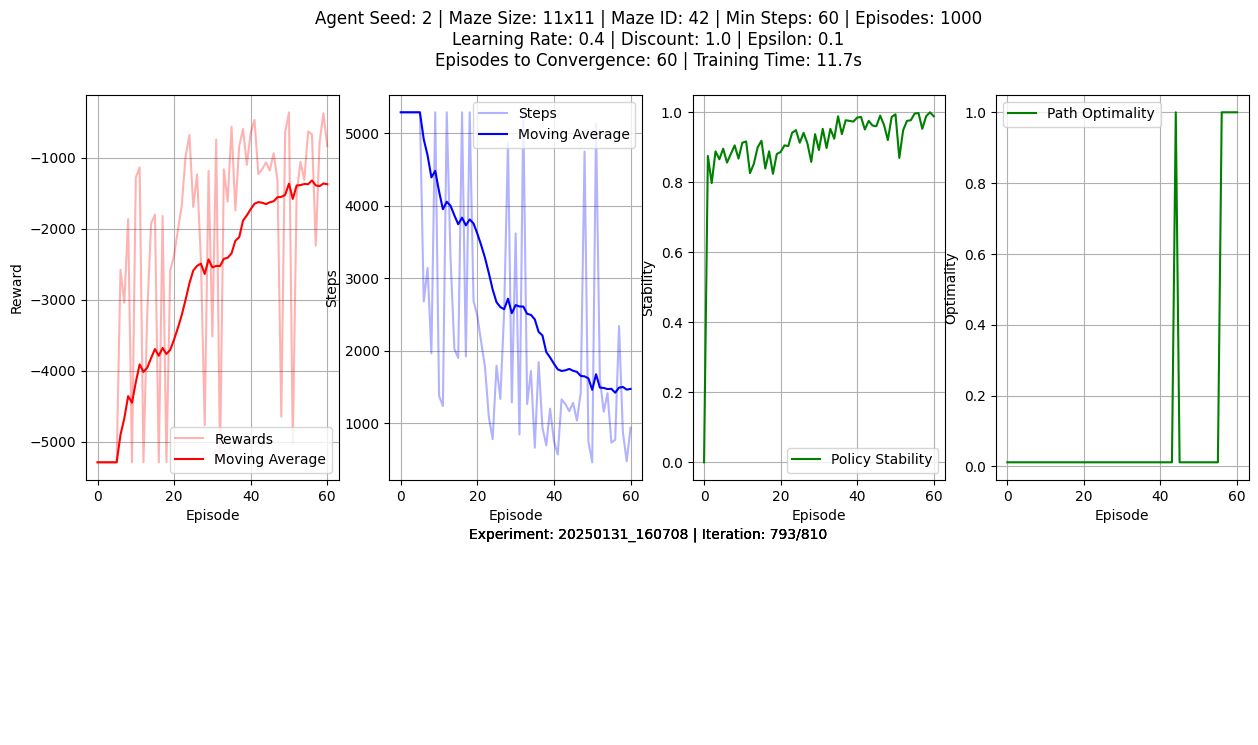 Agent Seed: 2 | Maze Size: 11x11 | Maze ID: 42 | Min Steps: 60 | Episodes: 1000
Learning Rate: 0.4 | Discount: 1.0 | Epsilon: 0.1
Episodes to Convergence: 60 | Training Time: 11.7s
Reward
−1000
−2000
−3000
−4000
−5000
Rewards
Moving Average
0 20 40 60
Episode
Steps
5000
4000
3000
2000
1000
Steps
Moving Average
0 20 40 60
Episode
Stability
1.0
0.8
0.6
0.4
0.2
0.0
Policy Stability
0 20 40 60
Episode
Optimality
1.0
0.8
0.6
0.4
0.2
0.0
Path Optimality
0 20 40 60
Episode
Experiment: 20250131_160708 | Iteration: 793/810